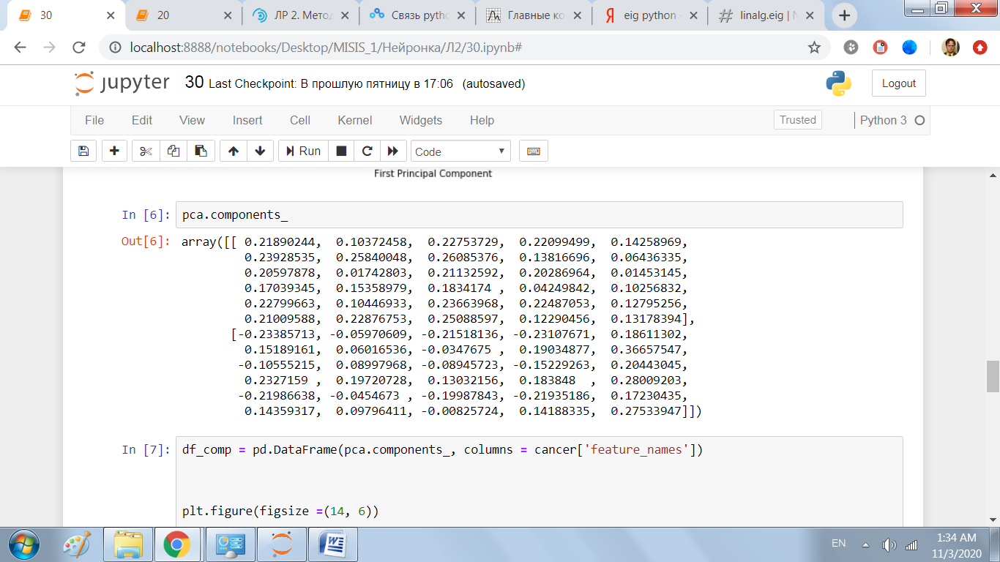 30
20
ЛР 2. Мето
Связь pytho
Главные ко
eig python -
linalg.eig | N
localhost:8888/notebooks/Desktop/MISIS_1/Нейронка/Л2/30.ipynb#
jupyter 30 Last Checkpoint: В прошлую пятницу в 17:06 (autosaved)
Logout
File Edit View Insert Cell Kernel Widgets Help
Trusted
Python 3
Run
Code
First Principal Component
In [6]: pca.components_
Out[6]: array([[ 0.21890244, 0.10372458, 0.22753729, 0.22099499, 0.14258969,
0.23928535, 0.25840048, 0.26085376, 0.13816696, 0.06436335,
0.20597878, 0.01742803, 0.21132592, 0.20286964, 0.01453145,
0.17039345, 0.15358979, 0.1834174 , 0.04249842, 0.10256832,
0.22799663, 0.10446933, 0.23663968, 0.22487053, 0.12795256,
0.21009588, 0.22876753, 0.25088597, 0.12290456, 0.13178394],
[-0.23385713, -0.05970609, -0.21518136, -0.23107671, 0.18611302,
0.15189161, 0.06016536, -0.0347675 , 0.19034877, 0.36657547,
-0.10555215, 0.08997968, -0.08945723, -0.15229263, 0.20443045,
0.2327159 , 0.19720728, 0.13032156, 0.183848 , 0.28009203,
-0.21986638, -0.0454673 , -0.19987843, -0.21935186, 0.17230435,
0.14359317, 0.09796411, -0.00825724, 0.14188335, 0.27533947]])
In [7]: df_comp = pd.DataFrame(pca.components_, columns = cancer['feature_names'])
plt.figure(figsize =(14, 6))
EN
1:34 AM
11/3/2020